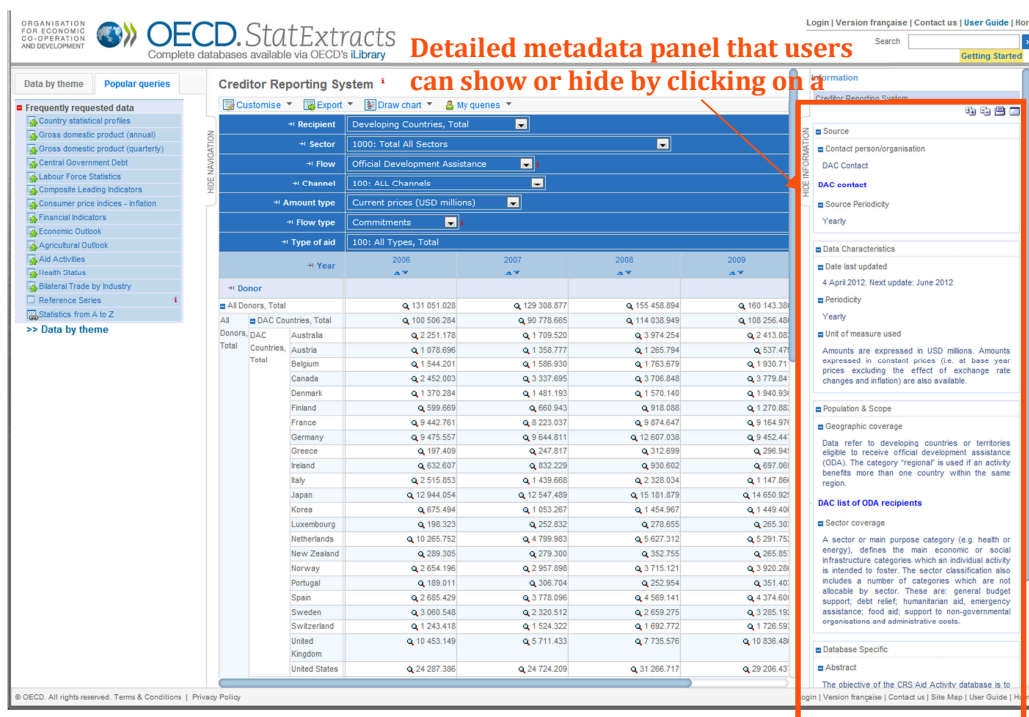 ORGANISATION
FOR ECONOMIC
CO-OPERATION
AND DEVELOPMENT
OECD.StatExtracts
Complete databases available via OECD's iLibrary
Login | Version française | Contact us | User Guide |
Search
Getting Started
Detailed metadata panel that users
can show or hide by clicking on a
Data by theme
Popular queries
Frequently requested data
Country statistical profiles
Gross domestic product (annual)
Gross domestic product (quarterly)
Central Government Debt
Labour Force Statistics
Composite Leading Indicators
Consumer price indices - inflation
Financial Indicators
Economic Outlook
Agricultural Outlook
Aid Activities
Health Status
Bilateral Trade by Industry
Reference Series i
Statistics from A to Z
>> Data by theme
HIDE NAVIGATION
Creditor Reporting System i
Customise Export Draw chart My queries
Recipient Developing Countries, Total
Sector 1000: Total All Sectors
Flow Official Development Assistance i
Channel 100: ALL Channels
Amount type Current prices (USD millions)
Flow type Commitments i
Type of aid 100: All Types, Total
Year 2006 2007 2008 2009
Donor
All Donors, Total 131 051.028 129 308.877 155 458.894 160 143.38
All Donors, Total DAC Countries, Total 100 506.284 90 778.665 114 038.949 108 256.48
DAC Countries, Total Australia 2 251.178 1 709.520 3 974.254 2 413.08
Austria 1 078.696 1 358.777 1 265.794 537.47
Belgium 1 544.201 1 586.930 1 763.679 1 930.71
Canada 2 452.003 3 337.695 3 706.848 3 779.84
Denmark 1 370.284 1 481.193 1 570.140 1 940.93
Finland 599.669 660.943 918.088 1 270.88
France 9 442.761 8 223.037 9 874.647 9 164.97
Germany 9 475.557 9 644.811 12 607.038 9 452.44
Greece 197.409 247.817 312.699 296.94
Ireland 632.607 832.229 930.602 697.06
Italy 2 515.853 1 439.668 2 328.034 1 147.86
Japan 12 944.054 12 547.489 15 181.879 14 650.92
Korea 675.494 1 053.267 1 454.967 1 449.40
Luxembourg 198.323 252.832 278.655 265.30
Netherlands 10 265.752 4 799.983 5 627.312 5 291.75
New Zealand 289.305 279.300 352.755 265.85
Norway 2 654.196 2 957.898 3 715.121 3 920.28
Portugal 189.011 306.704 252.954 351.40
Spain 2 685.429 3 778.096 4 569.141 4 374.60
Sweden 3 060.548 2 320.512 2 659.275 3 285.19
Switzerland 1 243.418 1 524.322 1 692.772 1 726.59
United Kingdom 10 453.149 5 711.433 7 735.576 10 836.48
United States 24 287.386 24 724.209 31 266.717 29 206.43
HIDE INFORMATION
Information
Creditor Reporting System
Source
Contact person/organisation
DAC Contact
DAC contact
Source Periodicity
Yearly
Data Characteristics
Date last updated
4 April 2012. Next update: June 2012
Periodicity
Yearly
Unit of measure used
Amounts are expressed in USD millions. Amounts
expressed in constant prices (i.e. at base year
prices excluding the effect of exchange rate
changes and inflation) are also available.
Population & Scope
Geographic coverage
Data refer to developing countries or territories
eligible to receive official development assistance
(ODA). The category "regional" is used if an activity
benefits more than one country within the same
region.
DAC list of ODA recipients
Sector coverage
A sector or main purpose category (e.g. health or
energy), defines the main economic or social
infrastructure categories which an individual activity
is intended to foster. The sector classification also
includes a number of categories which are not
allocable by sector. These are: general budget
support; debt relief; humanitarian aid, emergency
assistance; food aid; support to non-governmental
organisations and administrative costs.
Database Specific
Abstract
The objective of the CRS Aid Activity database is to
© OECD. All rights reserved. Terms & Conditions | Privacy Policy
| Version française | Contact us | Site Map | User Guide |